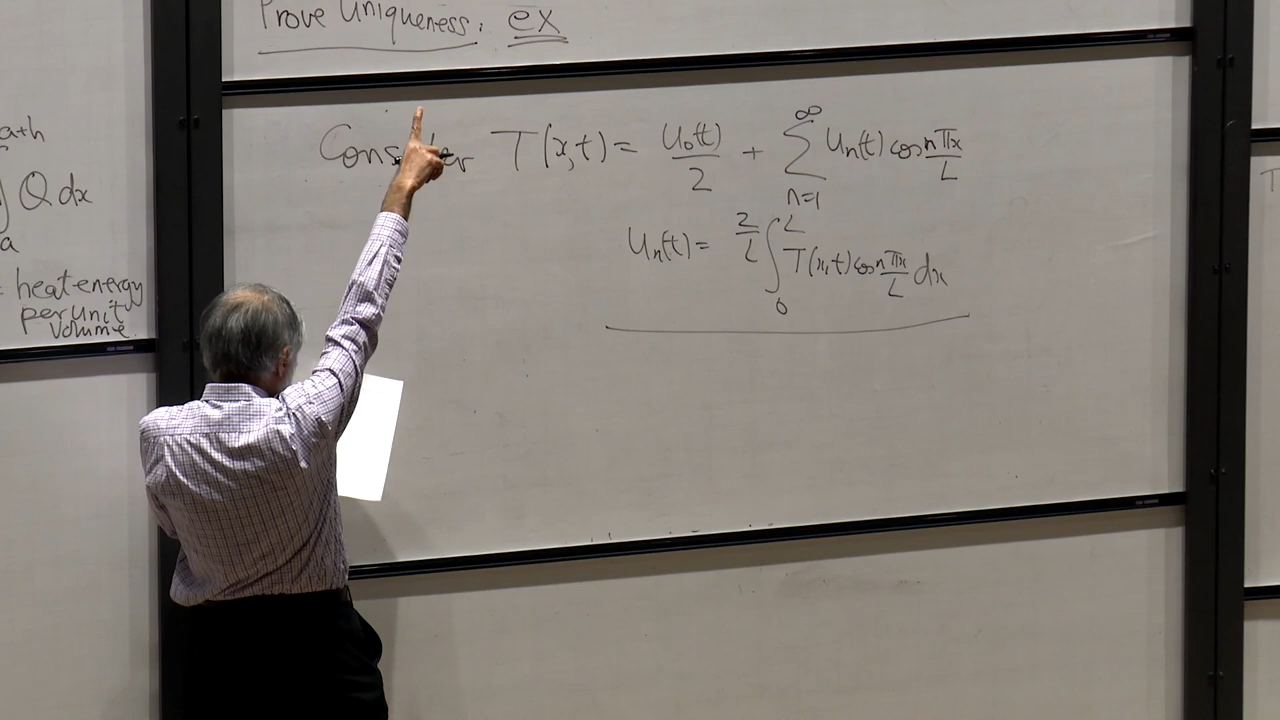 Prove Uniqueness: ex
a+h
Q dx
a
= heat energy
per unit
volume.
Consider T(x,t) = U₀(t)/2 + ∑_{n=1}^{∞} Uₙ(t) cos nπx/L
Uₙ(t) = 2/L ∫₀^L T(x,t) cos nπx/L dx
T